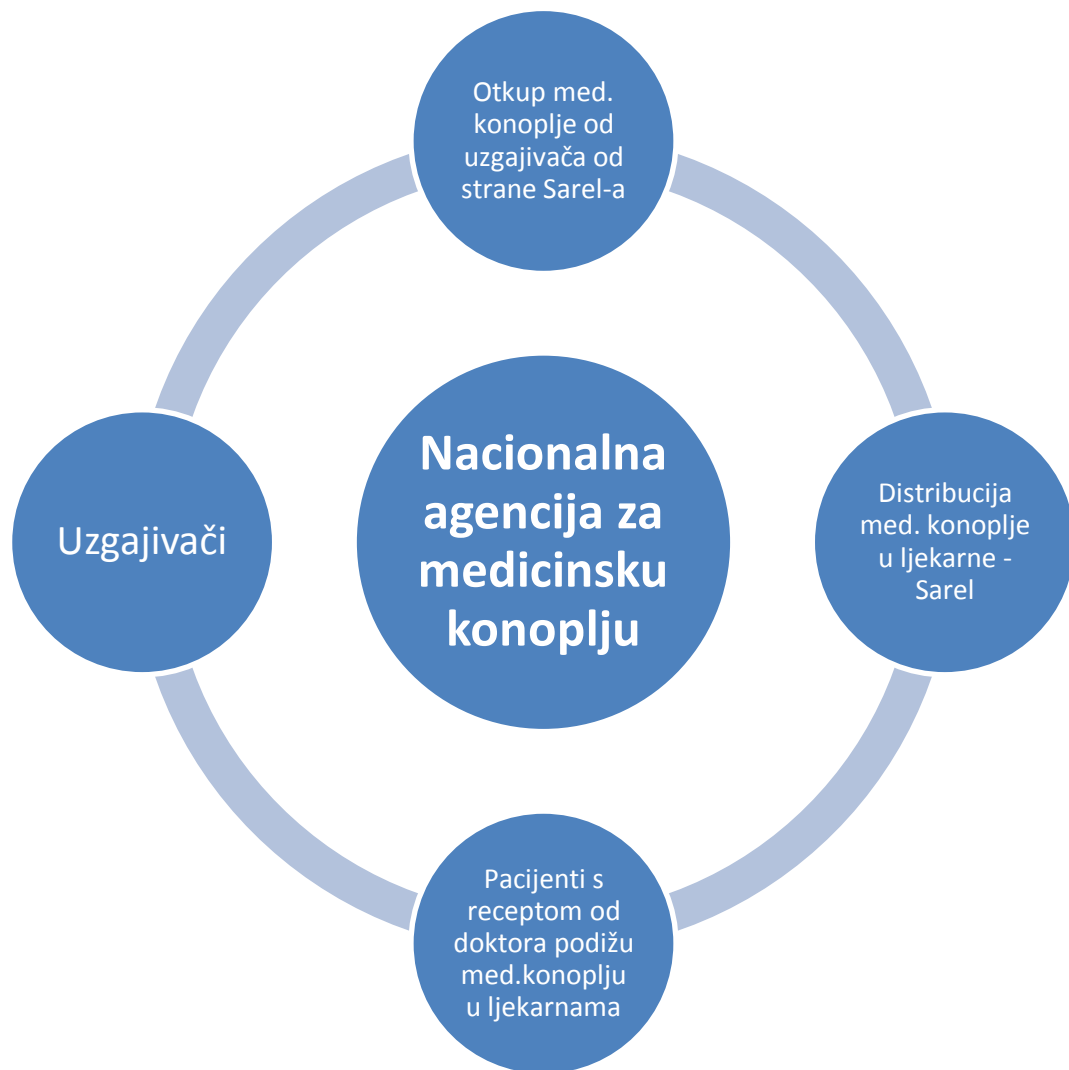 Otkup med.
konoplje od
uzgajivača od
strane Sarel-a
Nacionalna
agencija za
medicinsku
konoplju
Uzgajivači
Distribucija
med. konoplje
u ljekarne -
Sarel
Pacijenti s
receptom od
doktora podižu
med.konoplju
u ljekarnama